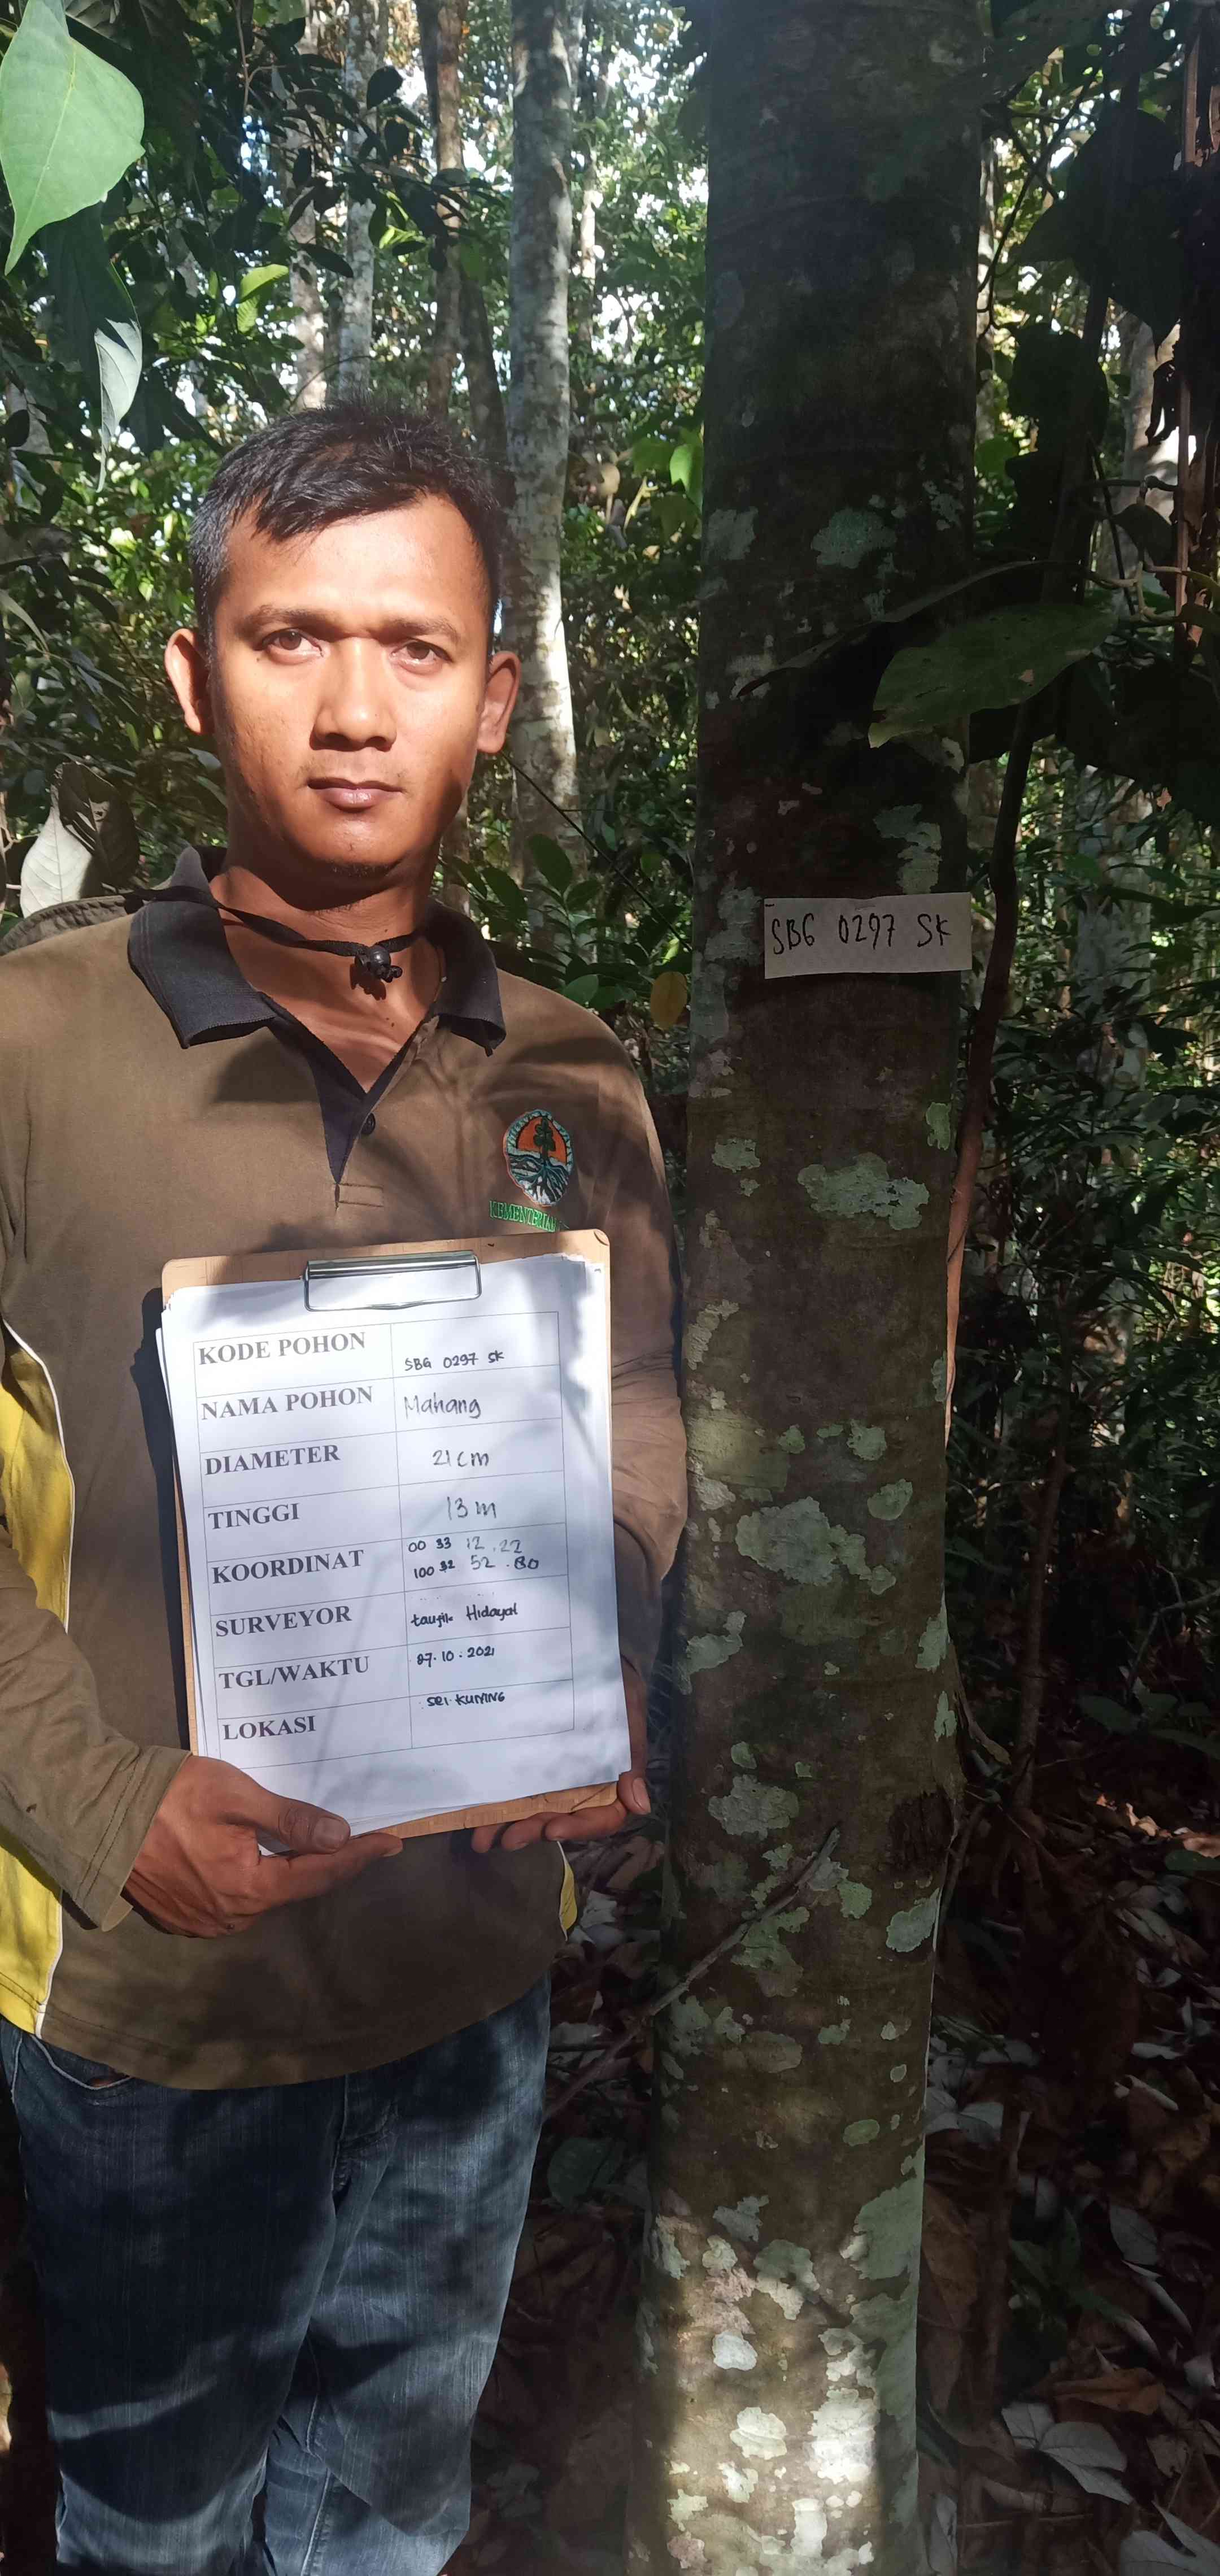 SBG 0297 SK
KEMENTERIAN
KODE POHON SBG 0297 SK
NAMA POHON Mahang
DIAMETER 21 cm
TINGGI 13 m
KOORDINAT 00 33 12.22
100 32 52.80
SURVEYOR Hidayat
TGL/WAKTU 07.10.2021
LOKASI SEI KUNING